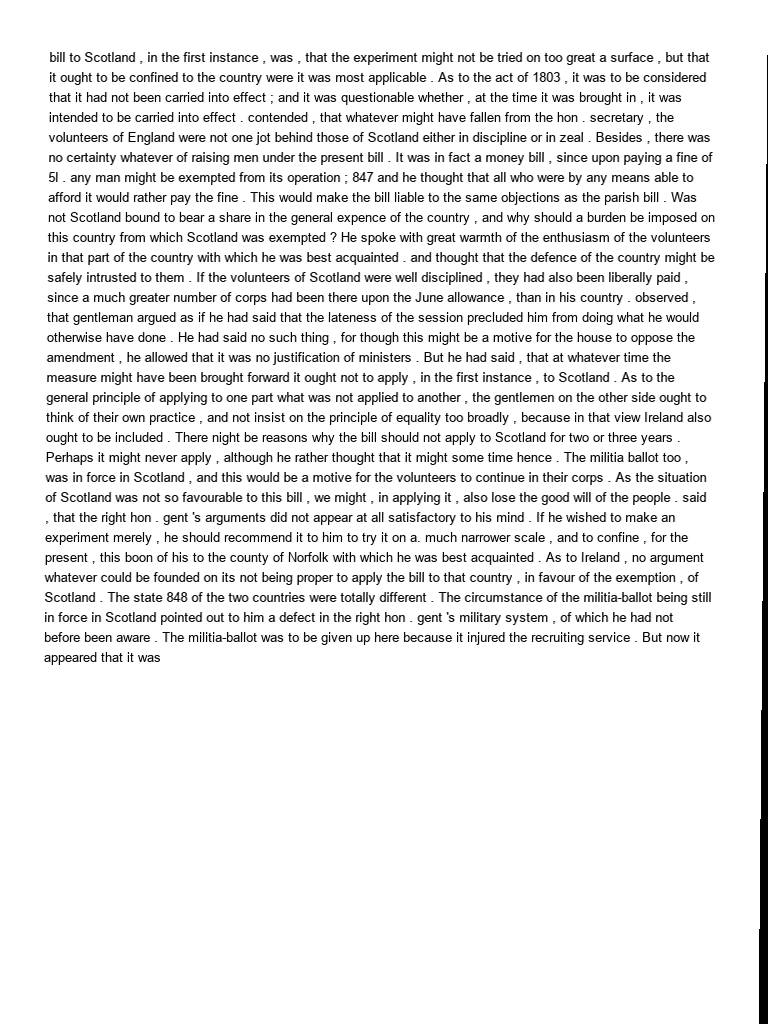 bill to Scotland , in the first instance , was , that the experiment might not be tried on too great a surface , but that
it ought to be confined to the country were it was most applicable . As to the act of 1803 , it was to be considered
that it had not been carried into effect ; and it was questionable whether , at the time it was brought in , it was
intended to be carried into effect . contended , that whatever might have fallen from the hon . secretary , the
volunteers of England were not one jot behind those of Scotland either in discipline or in zeal . Besides , there was
no certainty whatever of raising men under the present bill . It was in fact a money bill , since upon paying a fine of
5l . any man might be exempted from its operation ; 847 and he thought that all who were by any means able to
afford it would rather pay the fine . This would make the bill liable to the same objections as the parish bill . Was
not Scotland bound to bear a share in the general expence of the country , and why should a burden be imposed on
this country from which Scotland was exempted ? He spoke with great warmth of the enthusiasm of the volunteers
in that part of the country with which he was best acquainted . and thought that the defence of the country might be
safely intrusted to them . If the volunteers of Scotland were well disciplined , they had also been liberally paid ,
since a much greater number of corps had been there upon the June allowance , than in his country . observed ,
that gentleman argued as if he had said that the lateness of the session precluded him from doing what he would
otherwise have done . He had said no such thing , for though this might be a motive for the house to oppose the
amendment , he allowed that it was no justification of ministers . But he had said , that at whatever time the
measure might have been brought forward it ought not to apply , in the first instance , to Scotland . As to the
general principle of applying to one part what was not applied to another , the gentlemen on the other side ought to
think of their own practice , and not insist on the principle of equality too broadly , because in that view Ireland also
ought to be included . There night be reasons why the bill should not apply to Scotland for two or three years .
Perhaps it might never apply , although he rather thought that it might some time hence . The militia ballot too ,
was in force in Scotland , and this would be a motive for the volunteers to continue in their corps . As the situation
of Scotland was not so favourable to this bill , we might , in applying it , also lose the good will of the people . said
, that the right hon . gent 's arguments did not appear at all satisfactory to his mind . If he wished to make an
experiment merely , he should recommend it to him to try it on a. much narrower scale , and to confine , for the
present , this boon of his to the county of Norfolk with which he was best acquainted . As to Ireland , no argument
whatever could be founded on its not being proper to apply the bill to that country , in favour of the exemption , of
Scotland . The state 848 of the two countries were totally different . The circumstance of the militia-ballot being still
in force in Scotland pointed out to him a defect in the right hon . gent 's military system , of which he had not
before been aware . The militia-ballot was to be given up here because it injured the recruiting service . But now it
appeared that it was